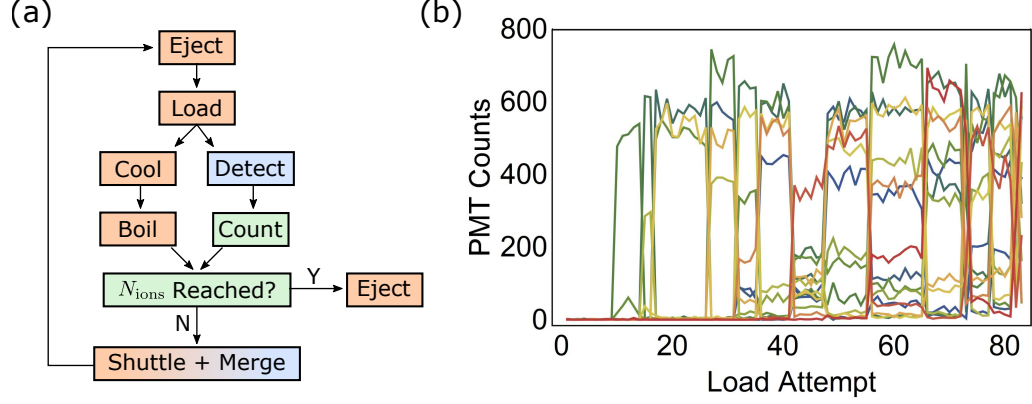 (a)
Eject
Load
Cool
Detect
Boil
Count
N_ions Reached?
Y
Eject
N
Shuttle + Merge
(b)
PMT Counts
800
600
400
200
0
0 20 40 60 80
Load Attempt